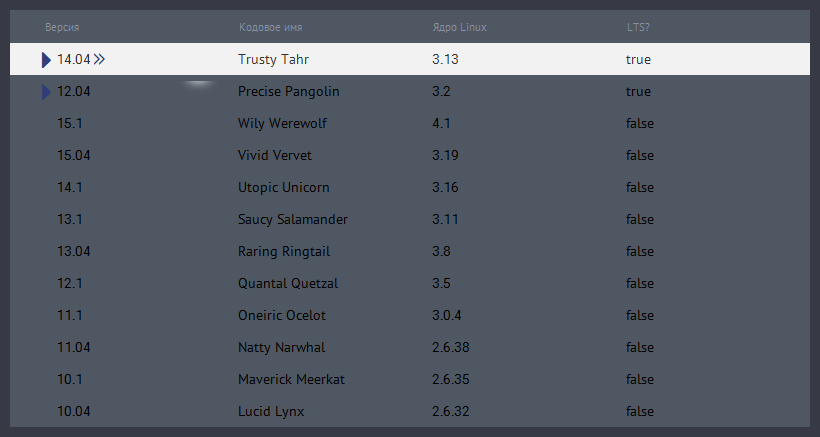 Версия Кодовое имя Ядро Linux LTS?
14.04 Trusty Tahr 3.13 true
12.04 Precise Pangolin 3.2 true
15.1 Wily Werewolf 4.1 false
15.04 Vivid Vervet 3.19 false
14.1 Utopic Unicorn 3.16 false
13.1 Saucy Salamander 3.11 false
13.04 Raring Ringtail 3.8 false
12.1 Quantal Quetzal 3.5 false
11.1 Oneiric Ocelot 3.0.4 false
11.04 Natty Narwhal 2.6.38 false
10.1 Maverick Meerkat 2.6.35 false
10.04 Lucid Lynx 2.6.32 false